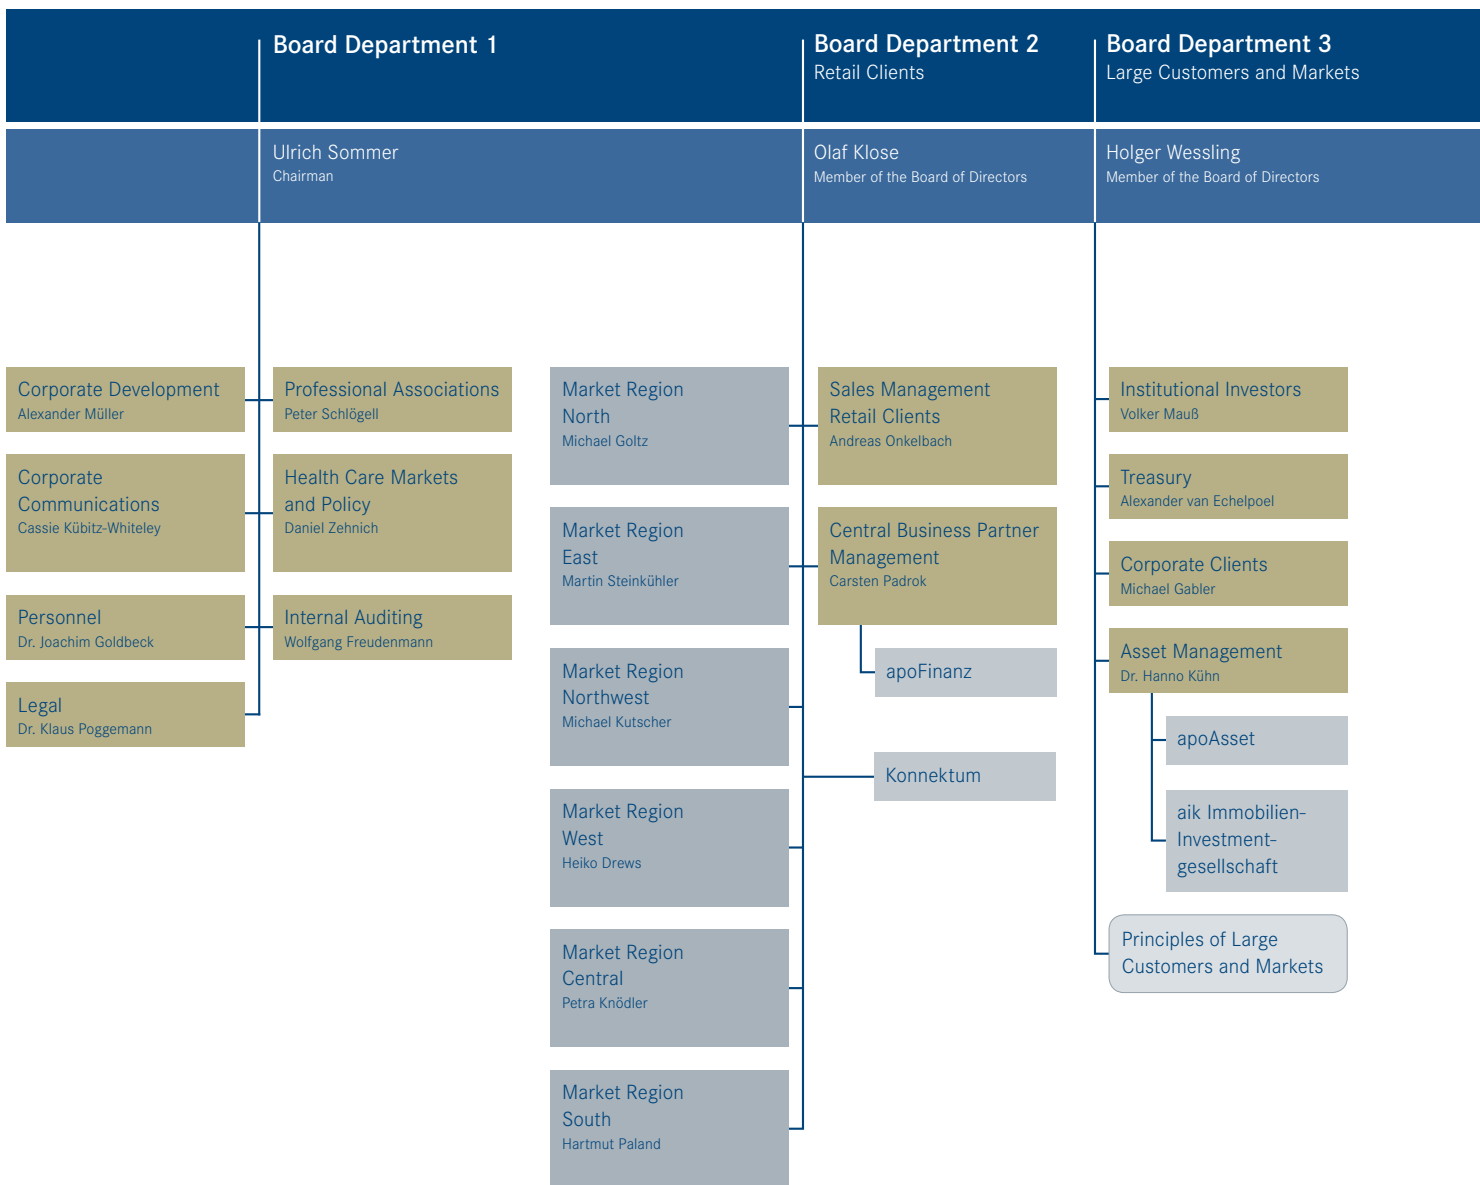 Board Department 1
Board Department 2
Retail Clients
Board Department 3
Large Customers and Markets
Ulrich Sommer
Chairman
Olaf Klose
Member of the Board of Directors
Holger Wessling
Member of the Board of Directors
Corporate Development
Alexander Müller
Corporate
Communications
Cassie Kübitz-Whiteley
Personnel
Dr. Joachim Goldbeck
Legal
Dr. Klaus Poggemann
Professional Associations
Peter Schlögell
Health Care Markets
and Policy
Daniel Zehnich
Internal Auditing
Wolfgang Freudenmann
Market Region
North
Michael Goltz
Market Region
East
Martin Steinkühler
Market Region
Northwest
Michael Kutscher
Market Region
West
Heiko Drews
Market Region
Central
Petra Knödler
Market Region
South
Hartmut Paland
Sales Management
Retail Clients
Andreas Onkelbach
Central Business Partner
Management
Carsten Padrok
apoFinanz
Konnektum
Institutional Investors
Volker Mauß
Treasury
Alexander van Echelpoel
Corporate Clients
Michael Gabler
Asset Management
Dr. Hanno Kühn
apoAsset
aik Immobilien-
Investment-
gesellschaft
Principles of Large
Customers and Markets